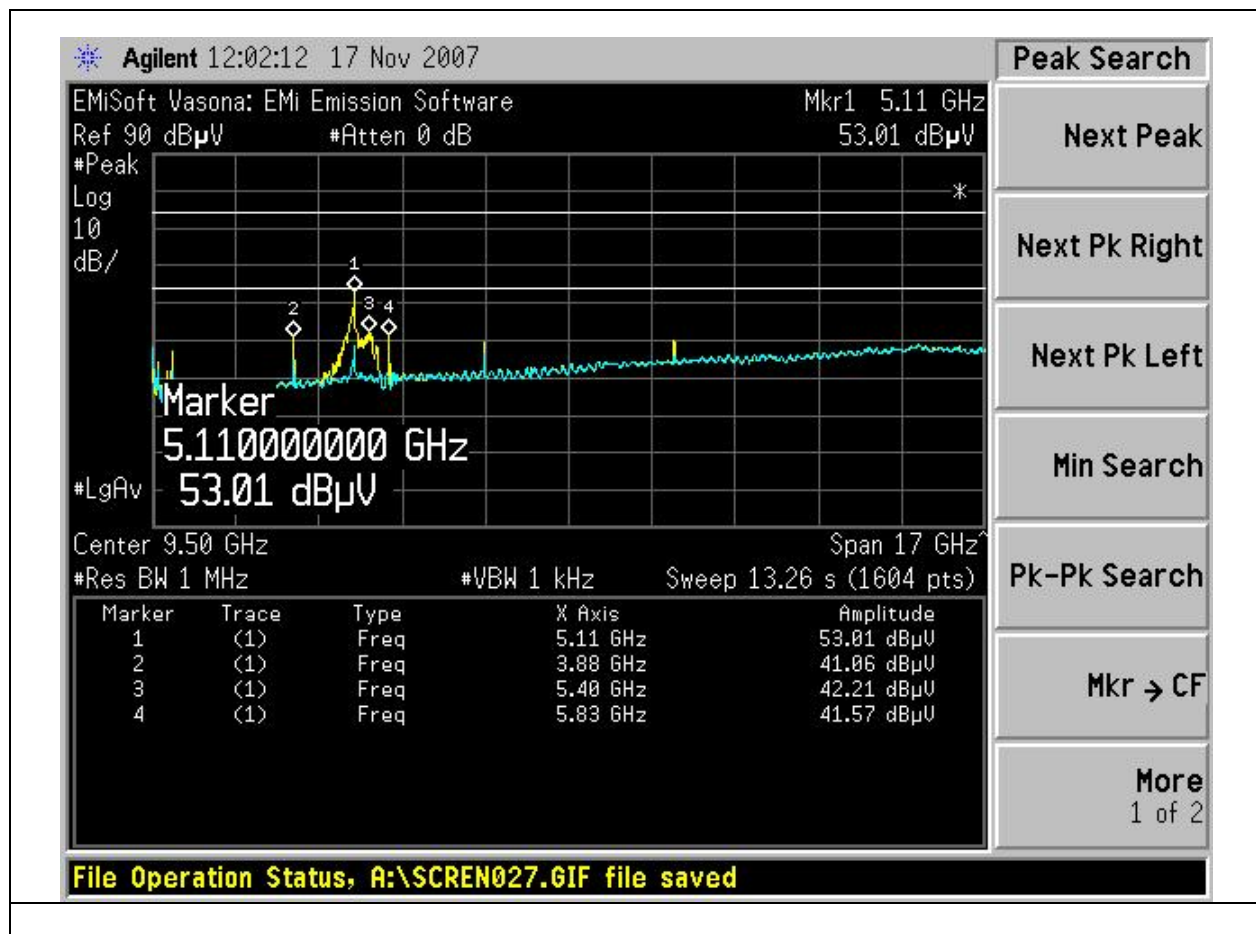 Agilent 12:02:12 17 Nov 2007
Peak Search
EMiSoft Vasona: EMi Emission Software
Mkr1 5.11 GHz
Ref 90 dBµV #Atten 0 dB 53.01 dBµV
#Peak
Log
10
dB/
*
1
2
3 4
Marker
5.110000000 GHz
53.01 dBµV
#LgAv
Center 9.50 GHz Span 17 GHz^
#Res BW 1 MHz #VBW 1 kHz Sweep 13.26 s (1604 pts)
Marker Trace Type X Axis Amplitude
1 (1) Freq 5.11 GHz 53.01 dBµV
2 (1) Freq 3.88 GHz 41.06 dBµV
3 (1) Freq 5.40 GHz 42.21 dBµV
4 (1) Freq 5.83 GHz 41.57 dBµV
Next Peak
Next Pk Right
Next Pk Left
Min Search
Pk-Pk Search
Mkr → CF
More
1 of 2
File Operation Status, A:\SCREN027.GIF file saved